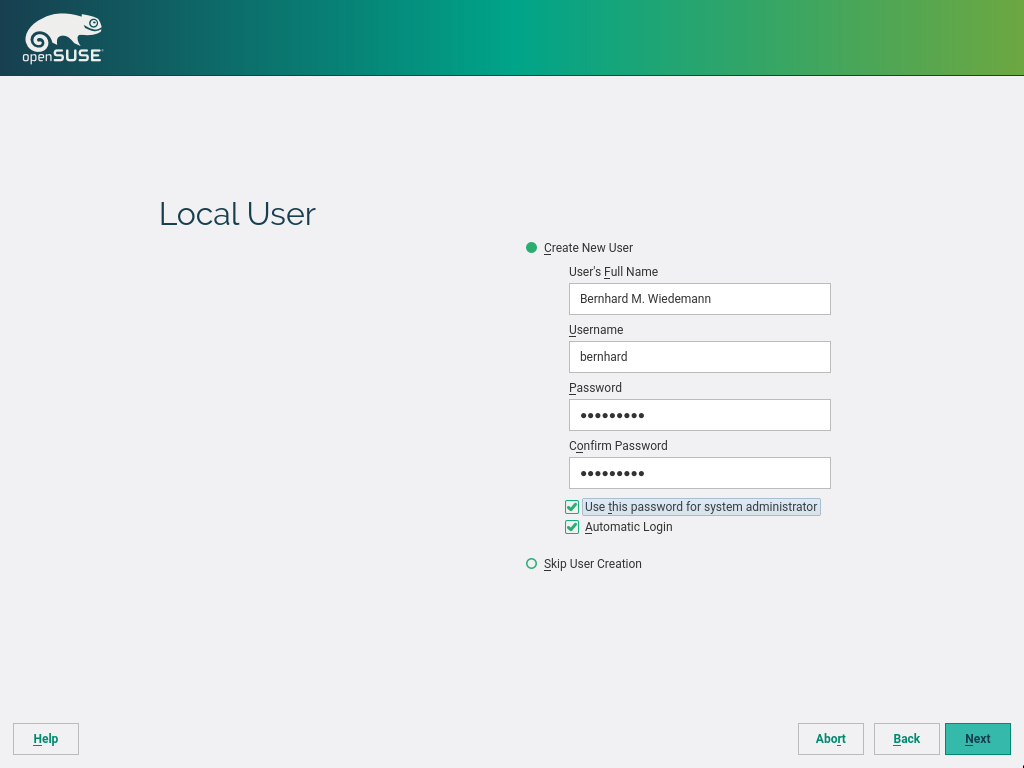 openSUSE
Local User
Create New User
User's Full Name
Bernhard M. Wiedemann
Username
bernhard
Password
●●●●●●●●●
Confirm Password
●●●●●●●●●
Use this password for system administrator
Automatic Login
Skip User Creation
Help
Abort
Back
Next